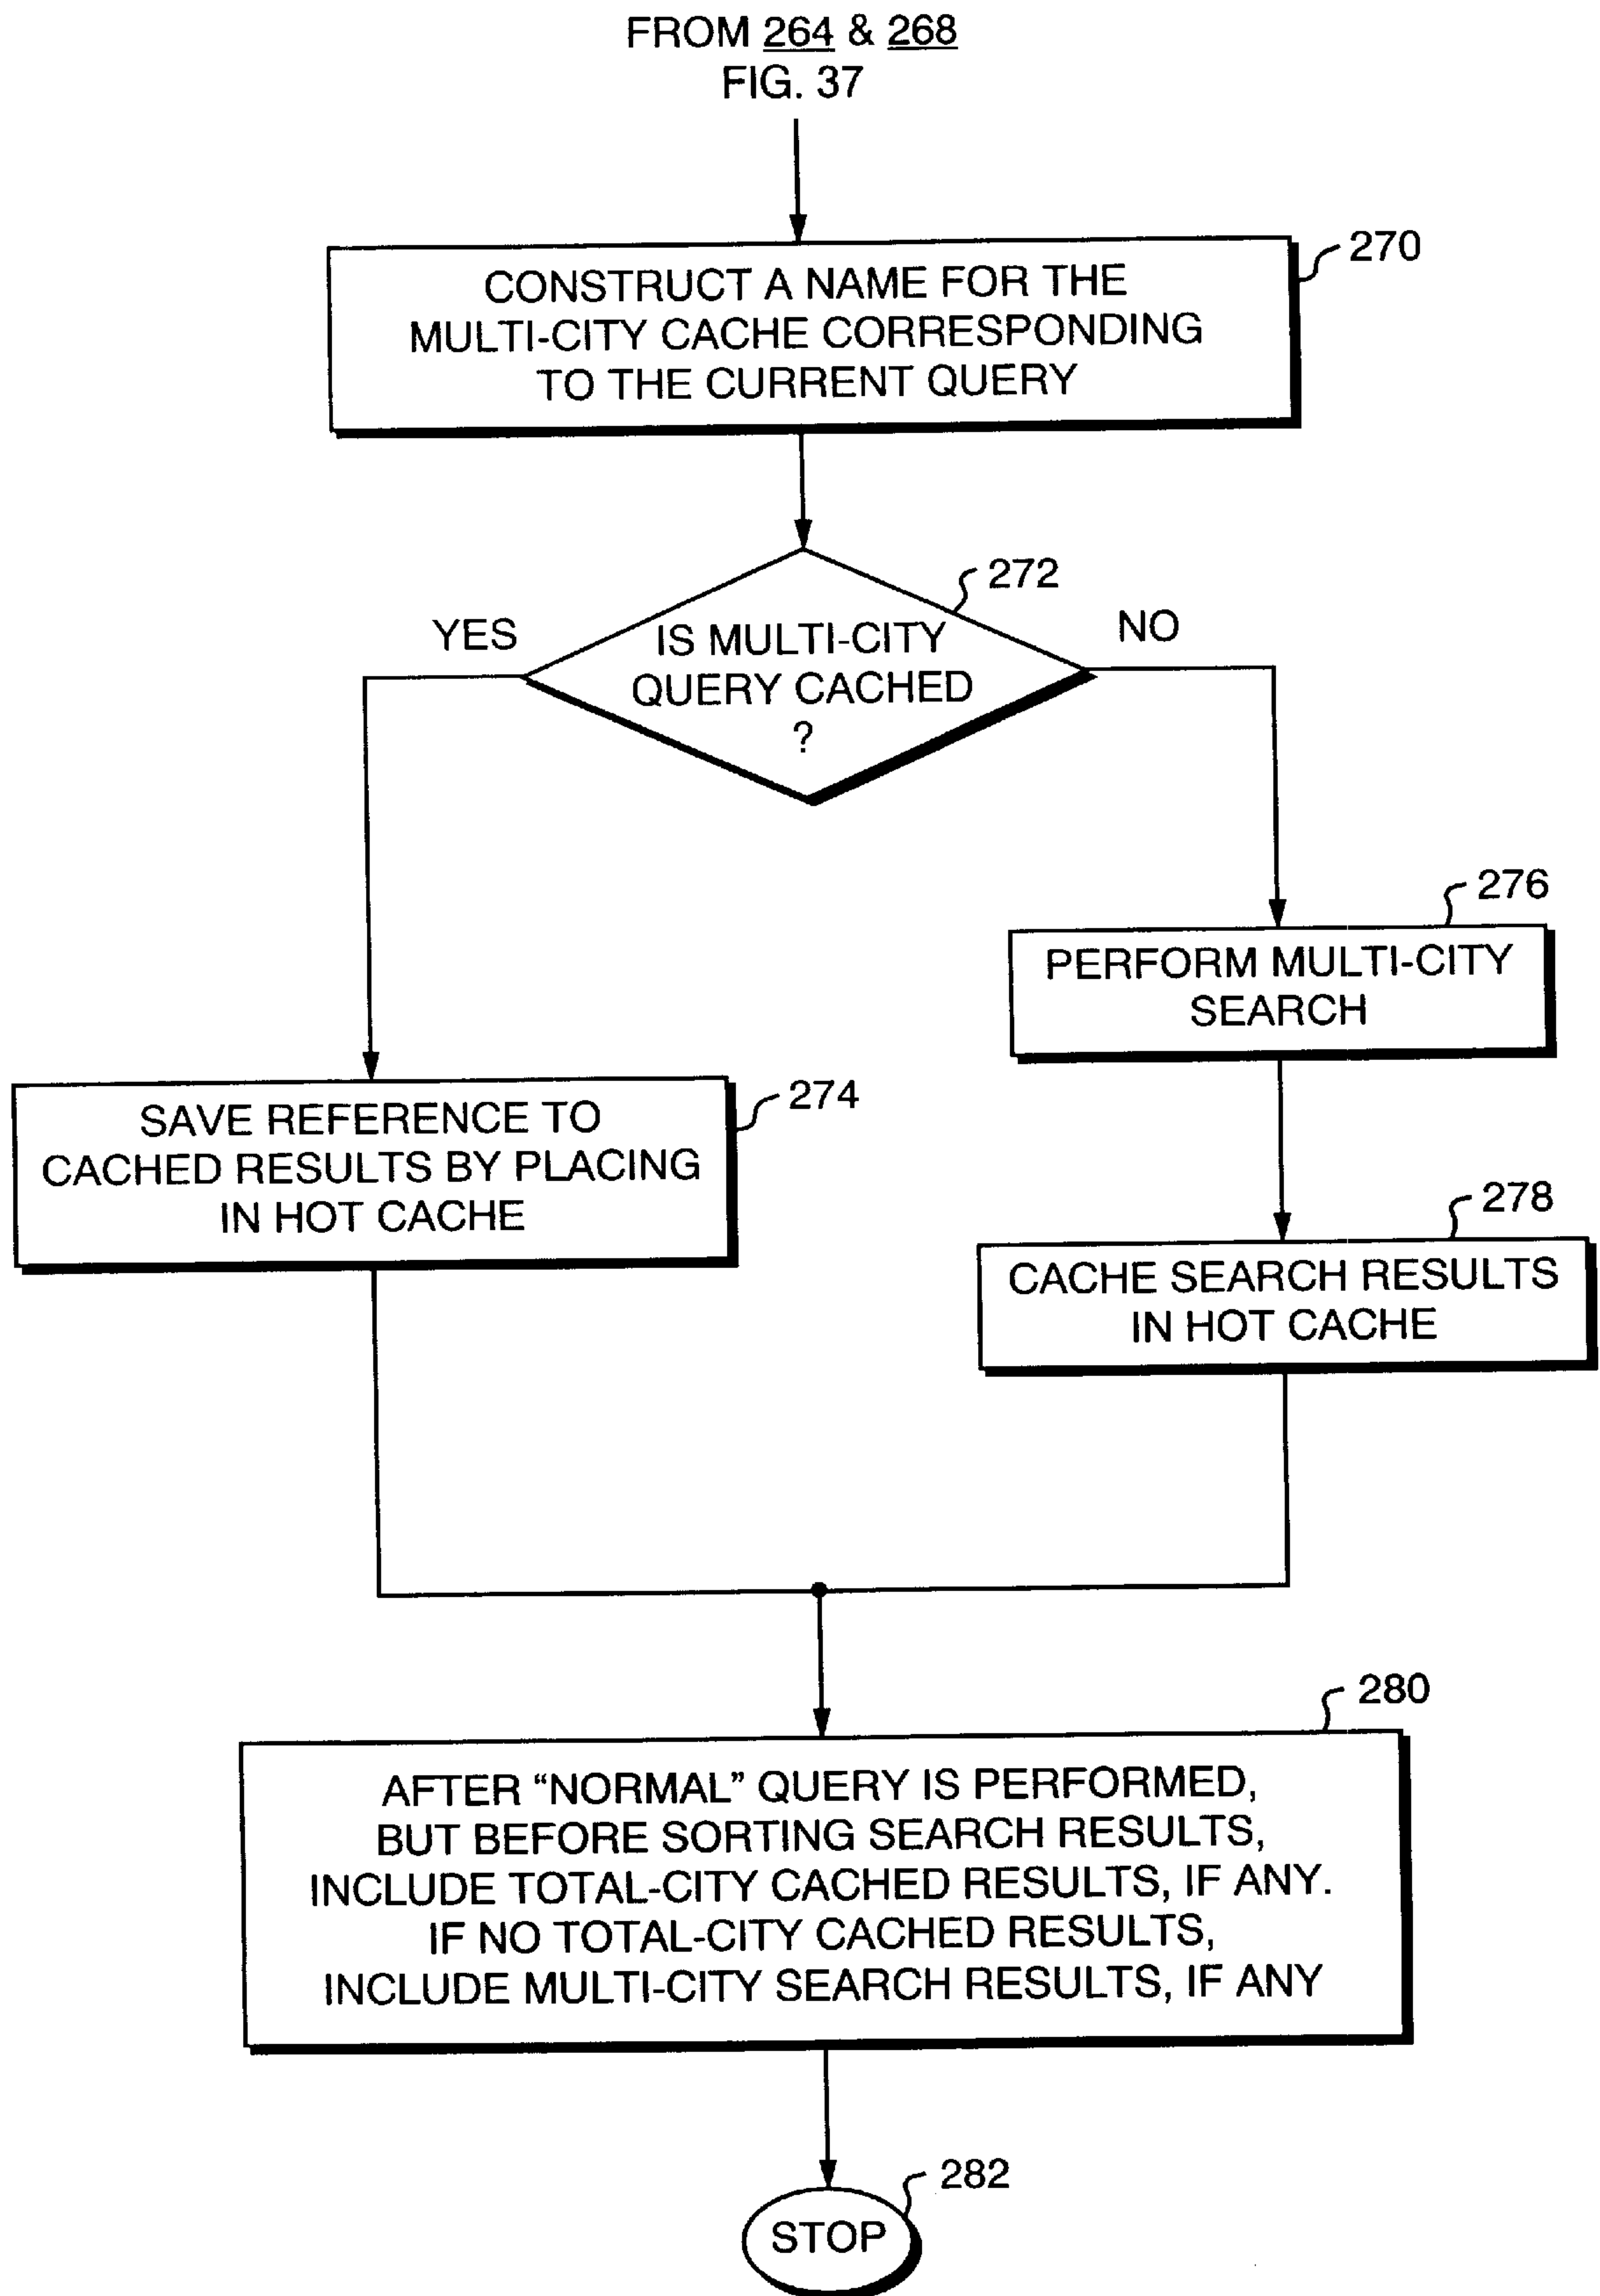 FROM 264 & 268
FIG. 37
270
CONSTRUCT A NAME FOR THE
MULTI-CITY CACHE CORRESPONDING
TO THE CURRENT QUERY
272
YES
NO
IS MULTI-CITY
QUERY CACHED
?
276
PERFORM MULTI-CITY
SEARCH
274
SAVE REFERENCE TO
CACHED RESULTS BY PLACING
IN HOT CACHE
278
CACHE SEARCH RESULTS
IN HOT CACHE
280
AFTER “NORMAL” QUERY IS PERFORMED,
BUT BEFORE SORTING SEARCH RESULTS,
INCLUDE TOTAL-CITY CACHED RESULTS, IF ANY.
IF NO TOTAL-CITY CACHED RESULTS,
INCLUDE MULTI-CITY SEARCH RESULTS, IF ANY
282
STOP